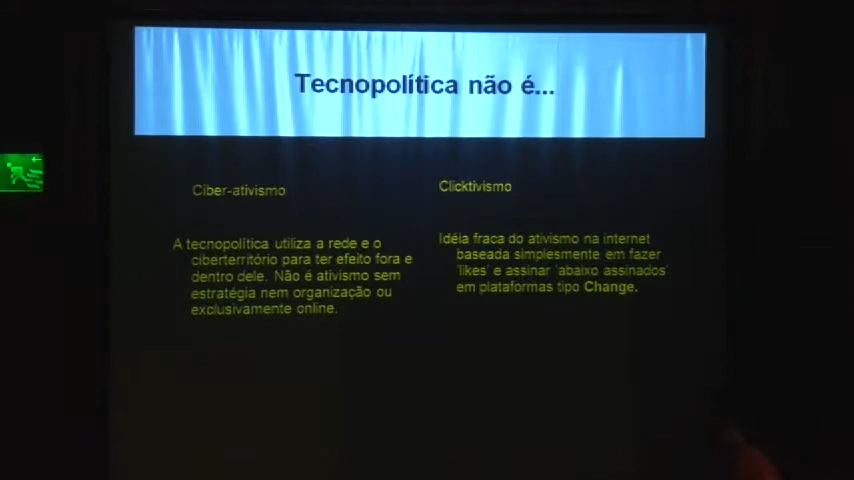 Tecnopolítica não é...
Ciber-ativismo
A tecnopolítica utiliza a rede e o
ciberterritório para ter efeito fora e
dentro dele. Não é ativismo sem
estratégia nem organização ou
exclusivamente online.
Clicktivismo
Idéia fraca do ativismo na internet
baseada simplesmente em fazer
'likes' e assinar 'abaixo assinados'
em plataformas tipo Change.